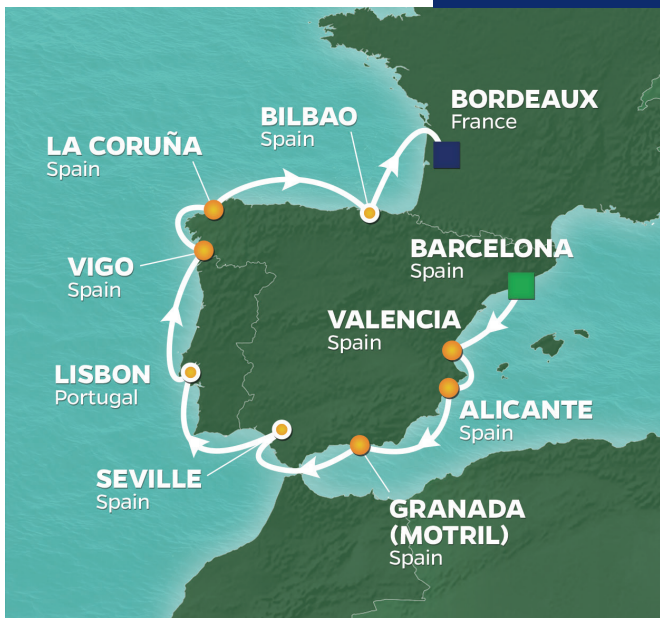 BORDEAUX
France
BILBAO
Spain
LA CORUÑA
Spain
BARCELONA
Spain
VIGO
Spain
VALENCIA
Spain
LISBON
Portugal
ALICANTE
Spain
SEVILLE
Spain
GRANADA
(MOTRIL)
Spain